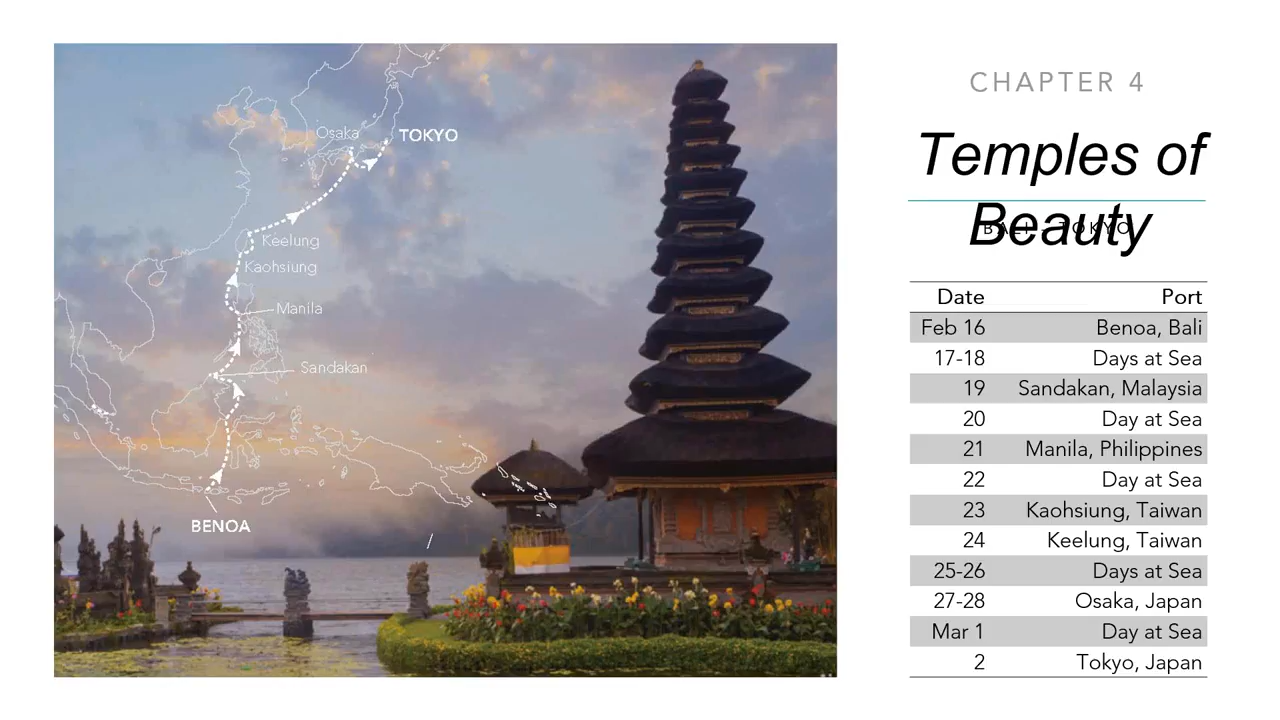 Osaka
TOKYO
Keelung
Kaohsiung
Manila
Sandakan
BENOA
CHAPTER 4
Temples of
Beauty
BALI - TOKYO
Date Port
Feb 16 Benoa, Bali
17-18 Days at Sea
19 Sandakan, Malaysia
20 Day at Sea
21 Manila, Philippines
22 Day at Sea
23 Kaohsiung, Taiwan
24 Keelung, Taiwan
25-26 Days at Sea
27-28 Osaka, Japan
Mar 1 Day at Sea
2 Tokyo, Japan